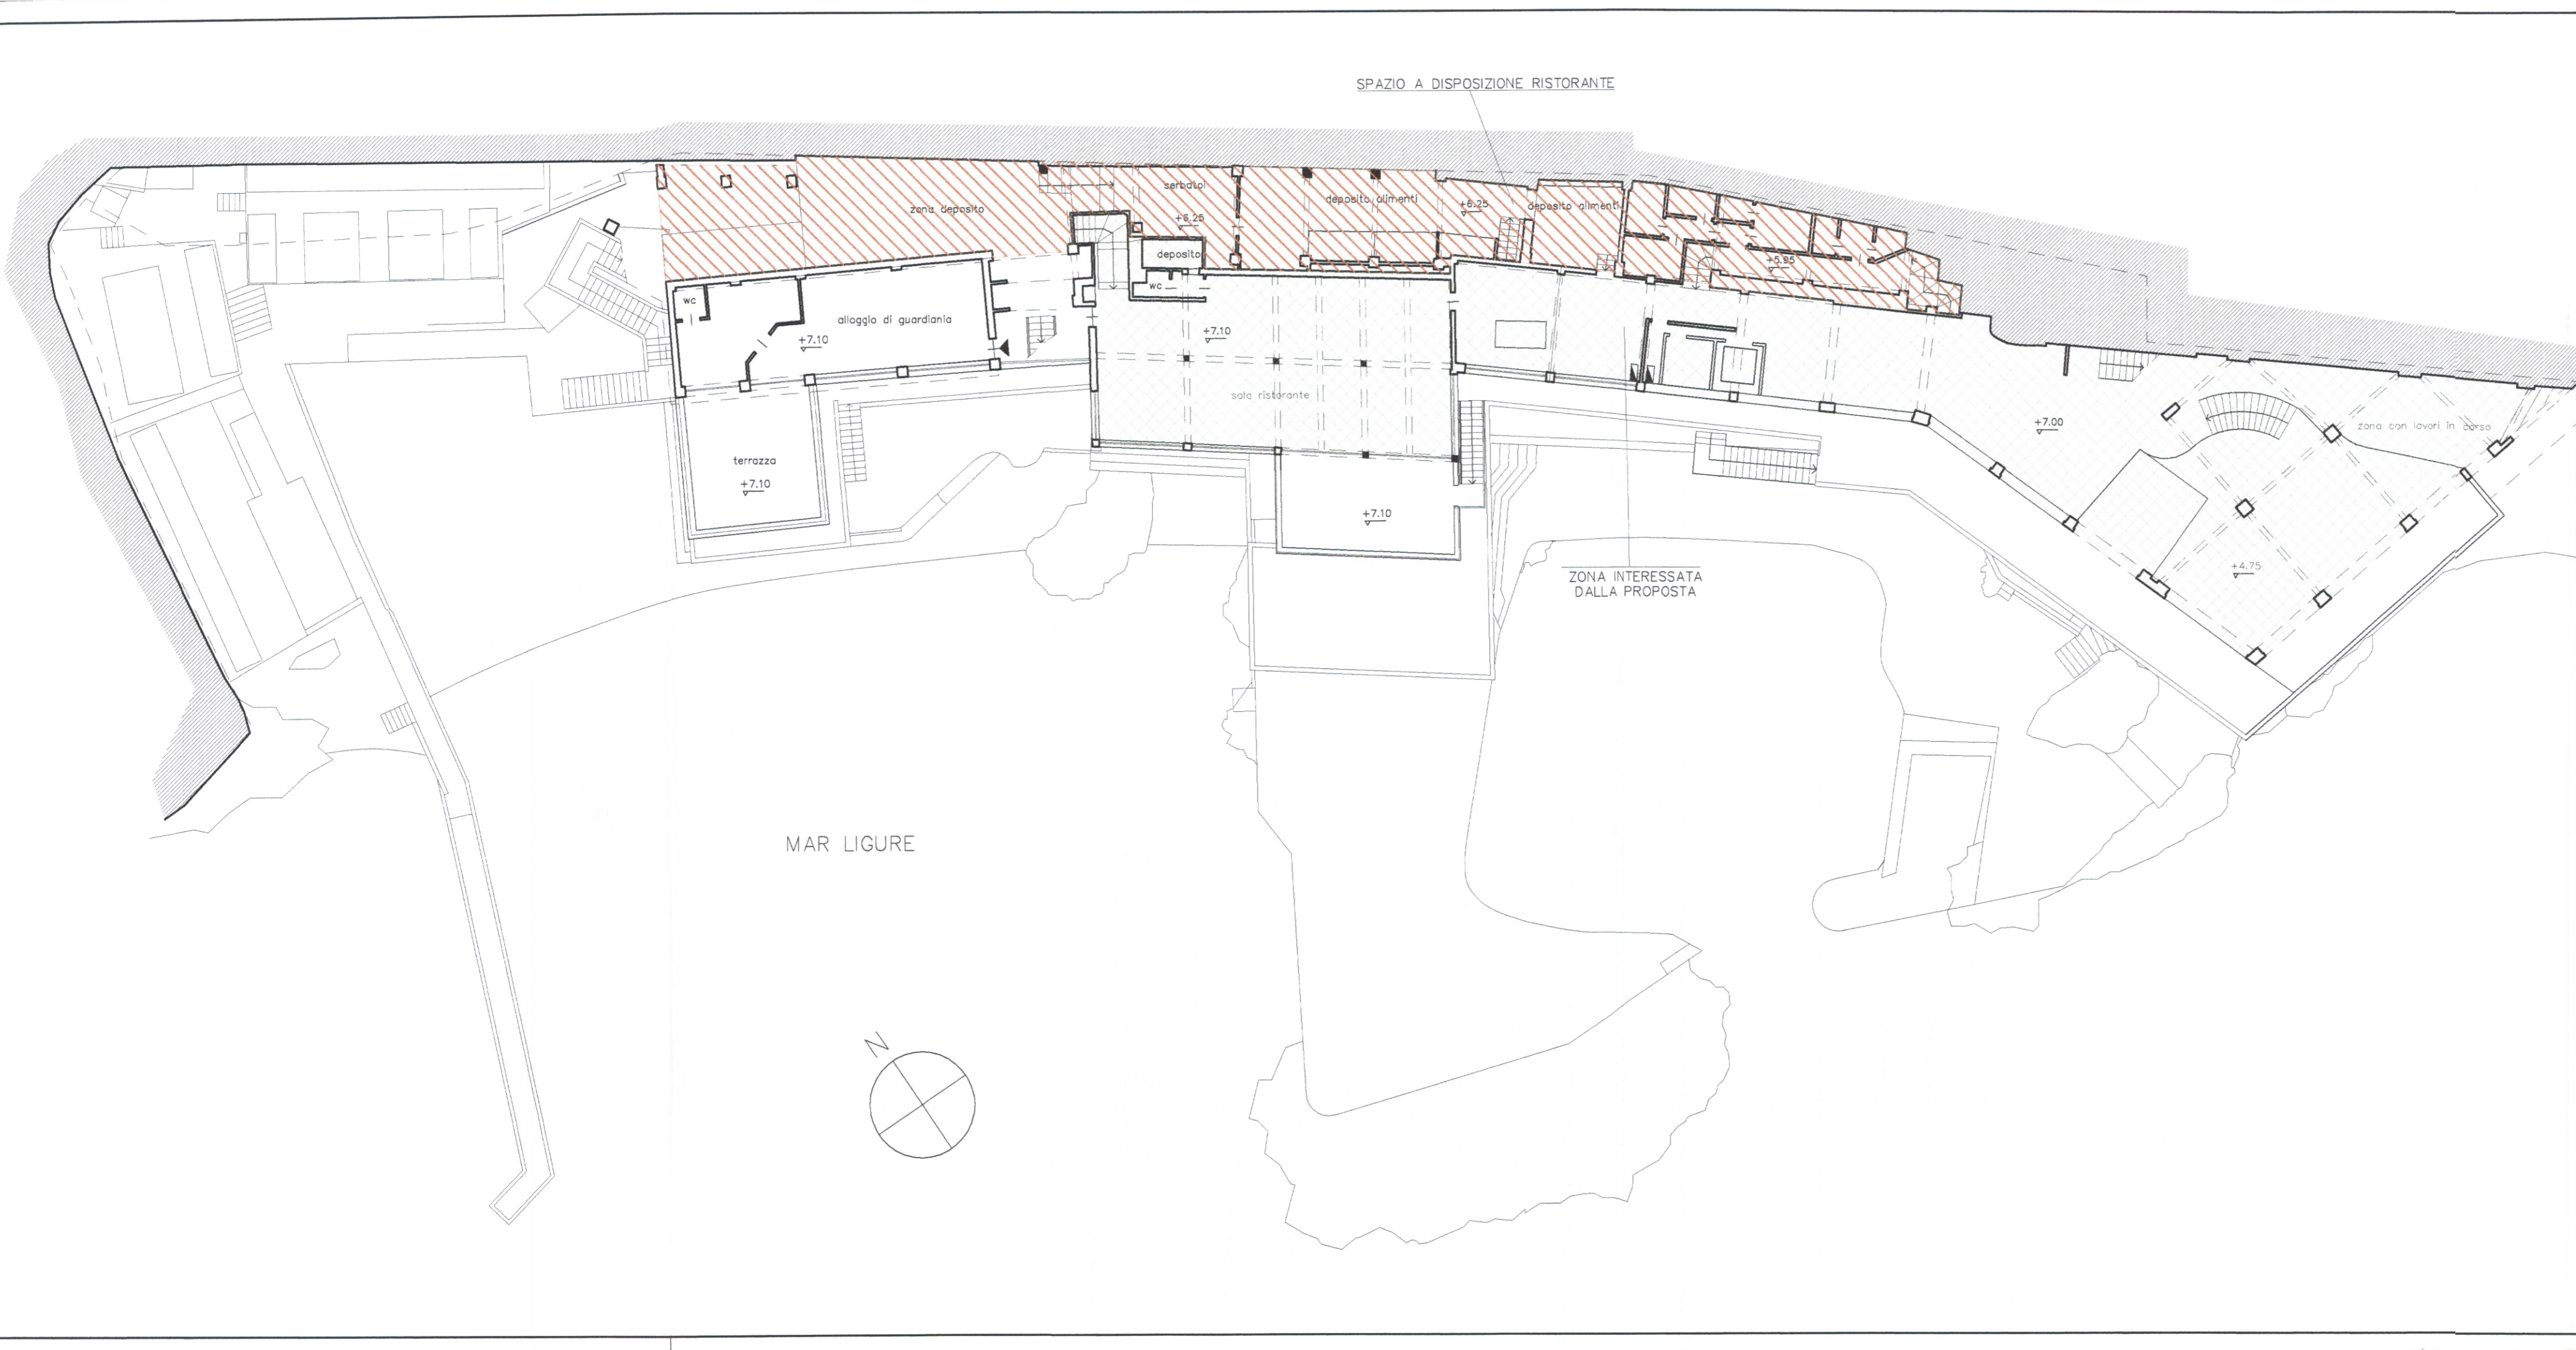 SPAZIO A DISPOSIZIONE RISTORANTE
serbatoi
zona deposito
deposito alimenti
+6.25
deposito alimenti
+6.25
deposito
+5.95
wc
wc
alloggio di guardiania
+7.10
+7.10
sala ristorante
+7.00
zona con lavori in corso
terrazza
+7.10
+7.10
+4.75
ZONA INTERESSATA
DALLA PROPOSTA
MAR LIGURE
N